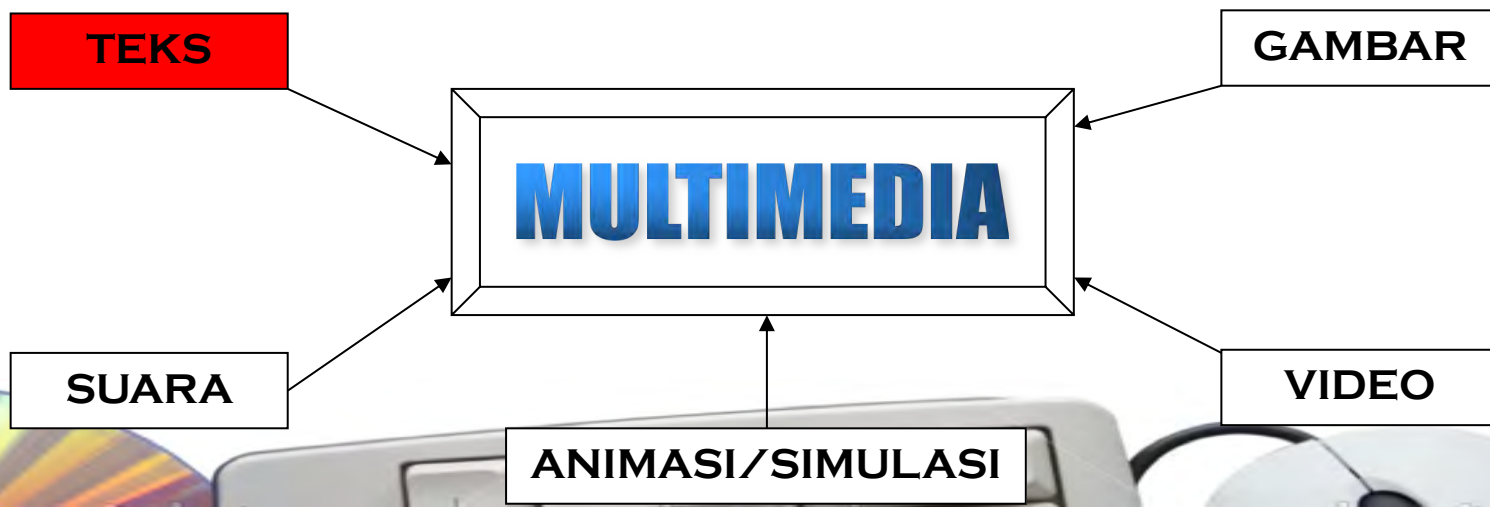 TEKS
GAMBAR
MULTIMEDIA
SUARA
VIDEO
ANIMASI/SIMULASI